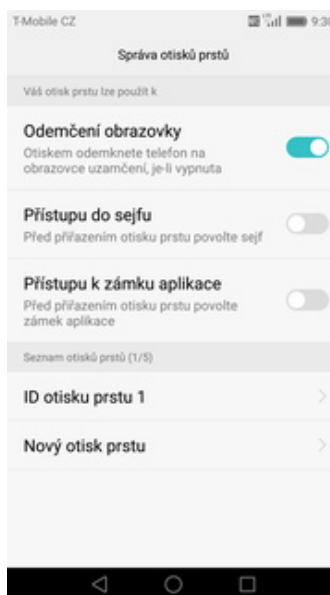 T-Mobile CZ 9:30
Správa otisků prstů
Váš otisk prstu lze použít k
Odemčení obrazovky
Otiskem odemknete telefon na
obrazovce uzamčení, je-li vypnuta
Přístupu do sejfu
Před přiřazením otisku prstu povolte sejf
Přístupu k zámku aplikace
Před přiřazením otisku prstu povolte
zámek aplikace
Seznam otisků prstů (1/5)
ID otisku prstu 1
Nový otisk prstu